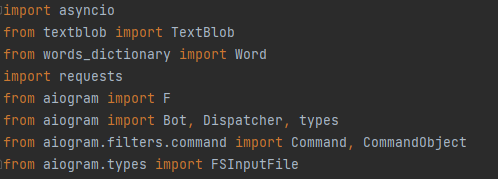 import asyncio
from textblob import TextBlob
from words_dictionary import Word
import requests
from aiogram import F
from aiogram import Bot, Dispatcher, types
from aiogram.filters.command import Command, CommandObject
from aiogram.types import FSInputFile